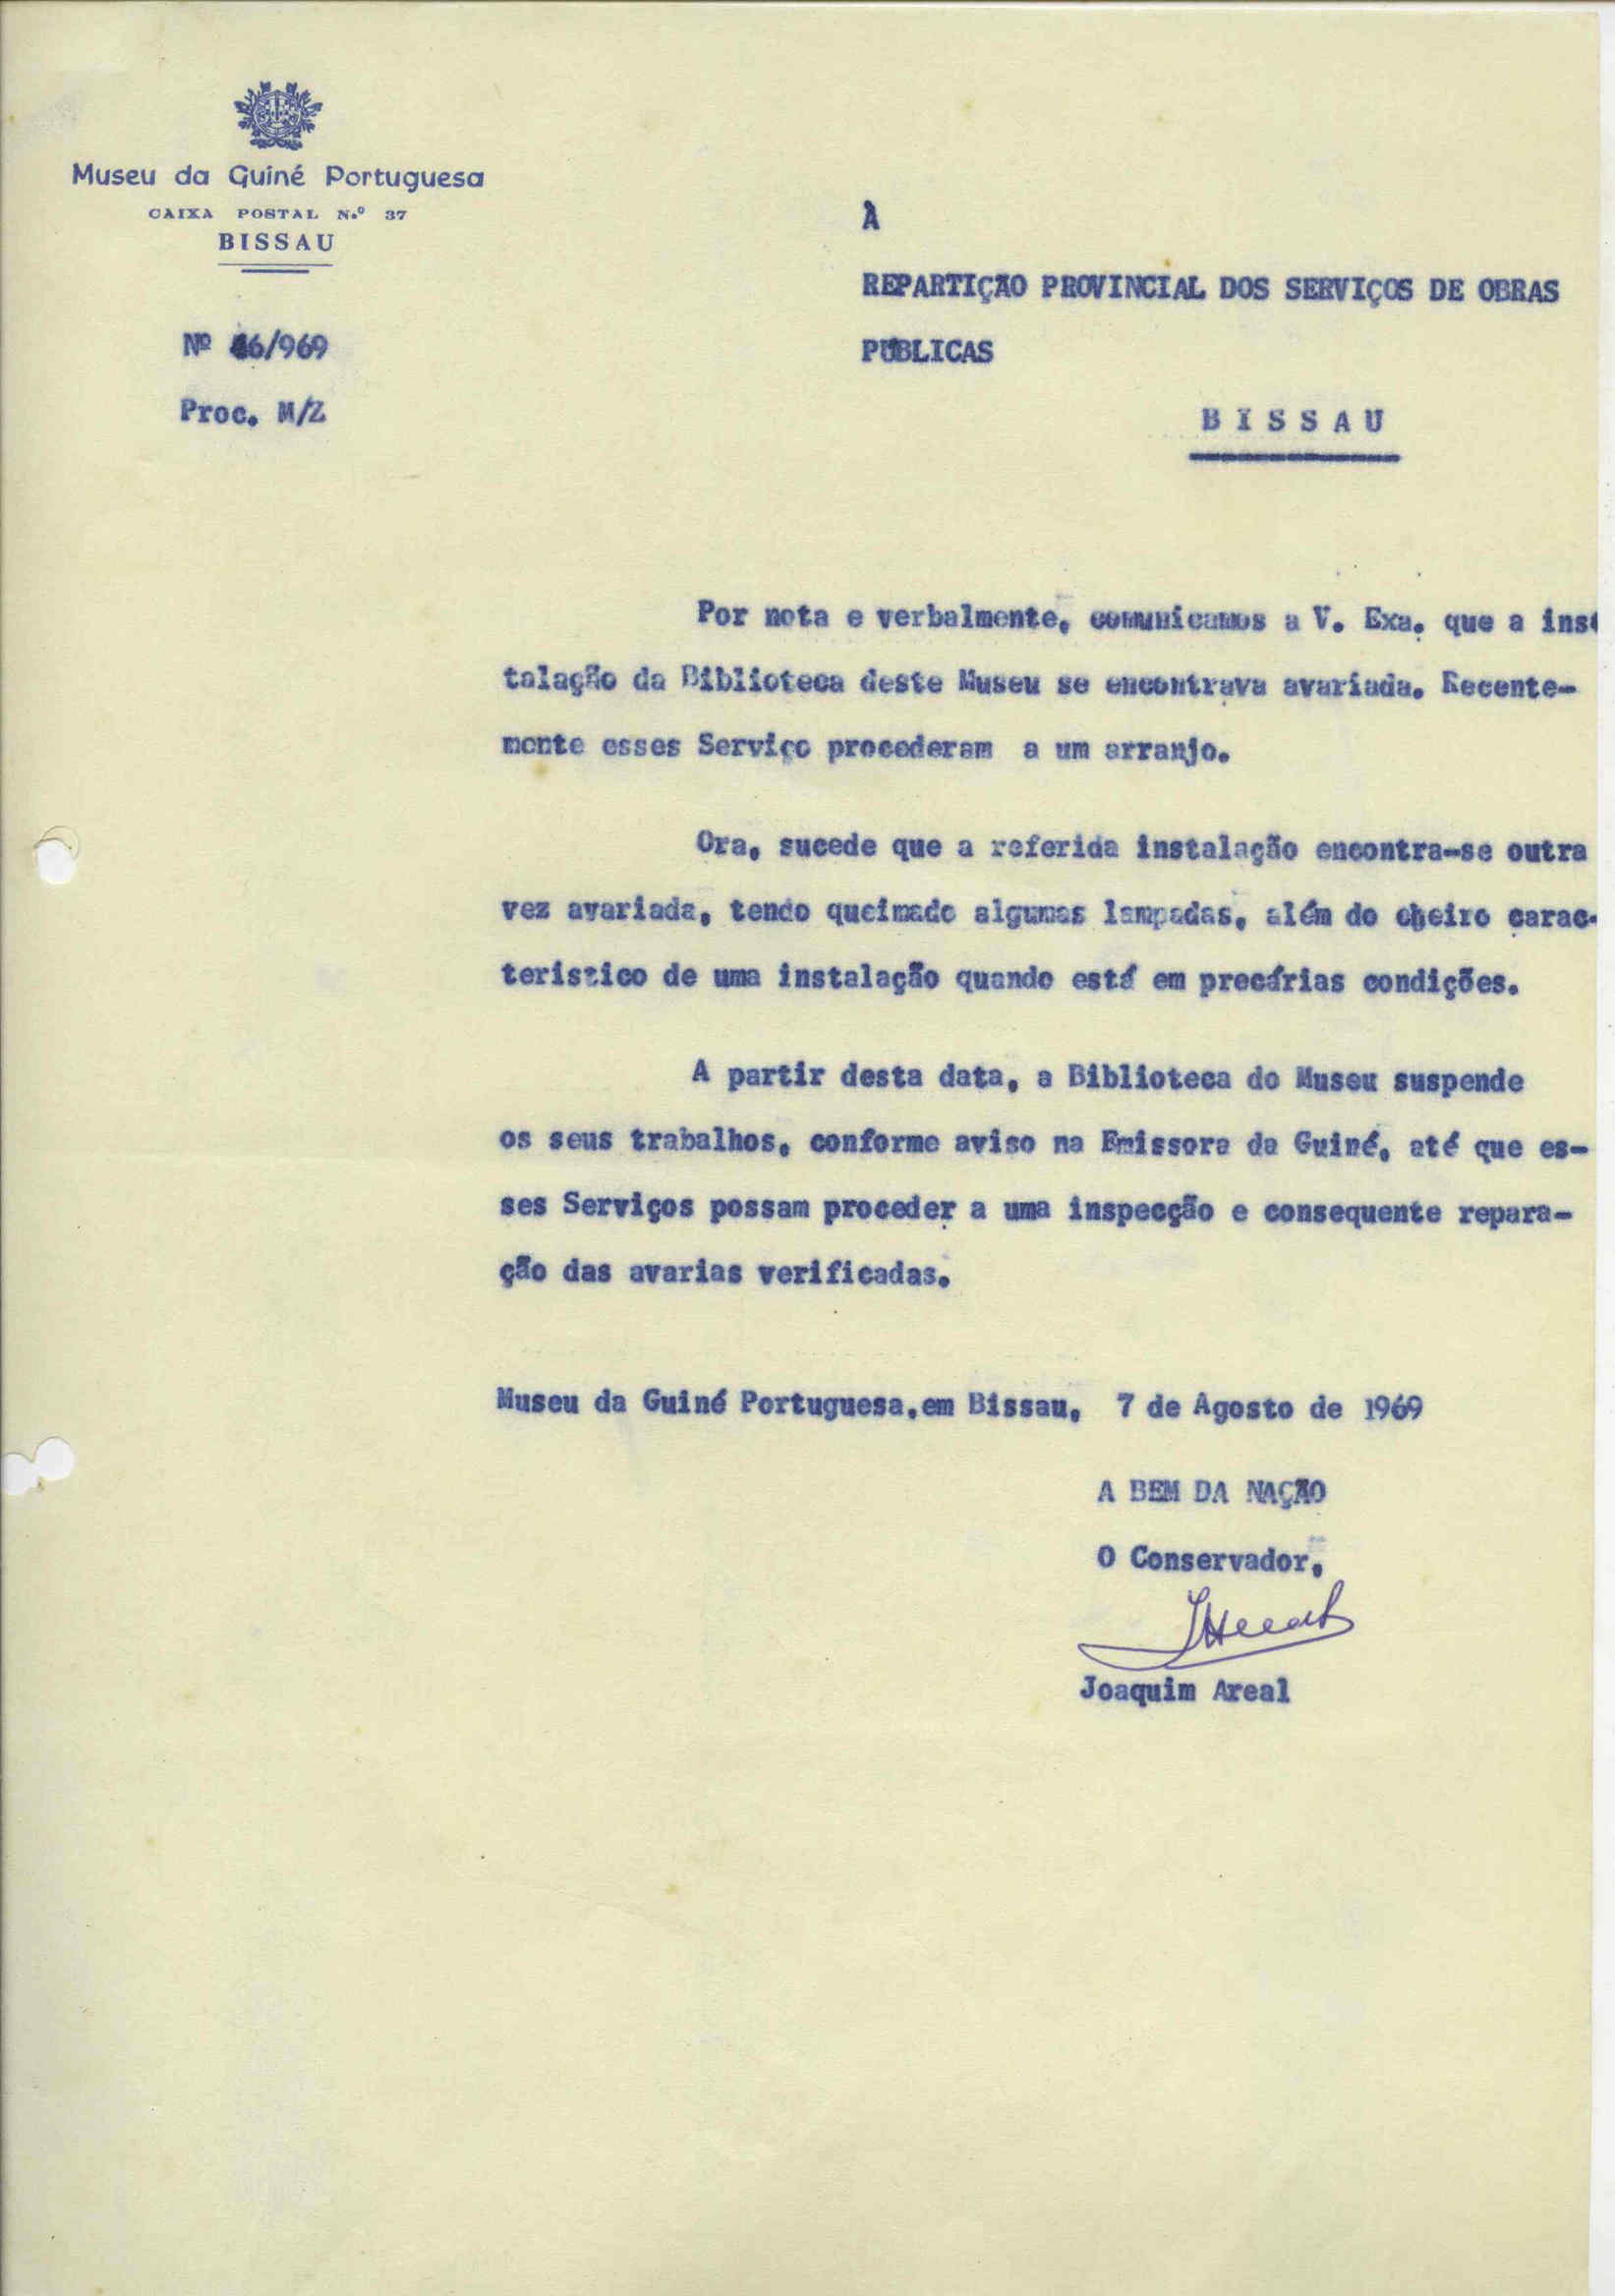 Museu da Guiné Portuguesa
CAIXA POSTAL N.º 37
BISSAU
À
REPARTIÇÃO PROVINCIAL DOS SERVIÇOS DE OBRAS
PÚBLICAS
Nº 46/969
Proc. M/Z
BISSAU
Por nota e verbalmente, comunicamos a V. Exa. que a ins
talação da Biblioteca deste Museu se encontrava avariada. Recente-
mente esses Serviço procederam a um arranjo.
Ora, sucede que a referida instalação encontra-se outra
vez avariada, tendo queimado algumas lampadas, além do cheiro carac-
teristico de uma instalação quando está em precárias condições.
A partir desta data, a Biblioteca do Museu suspende
os seus trabalhos, conforme aviso na Emissora da Guiné, até que es-
ses Serviços possam proceder a uma inspecção e consequente repara-
ção das avarias verificadas.
Museu da Guiné Portuguesa,em Bissau, 7 de Agosto de 1969
A BEM DA NAÇÃO
O Conservador,
Joaquim Areal